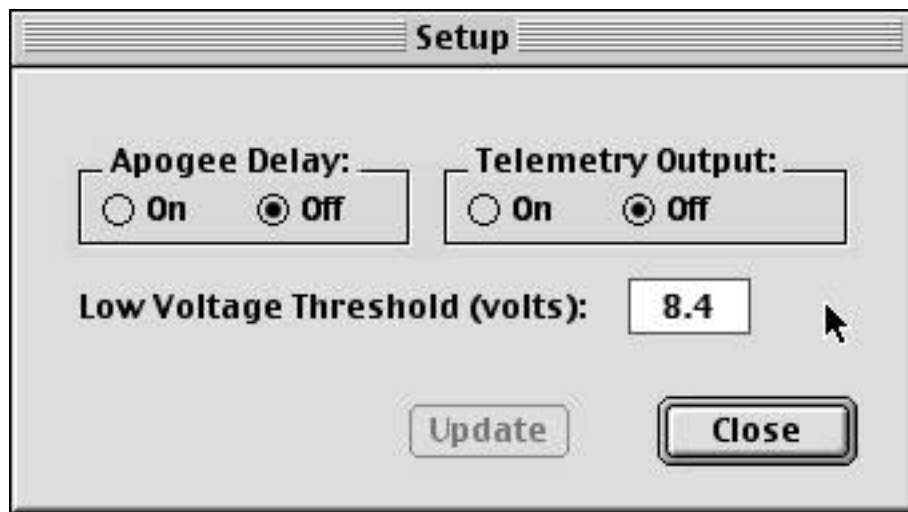 Setup
Apogee Delay: Telemetry Output:
On Off On Off
Low Voltage Threshold (volts): 8.4
Update Close